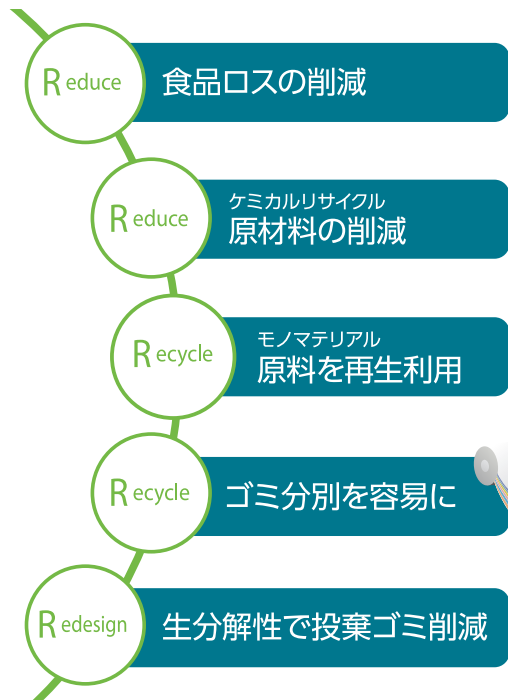 Reduce
食品ロスの削減
Reduce
ケミカルリサイクル
原材料の削減
Recycle
モノマテリアル
原料を再生利用
Recycle
ゴミ分別を容易に
Redesign
生分解性で投棄ゴミ削減